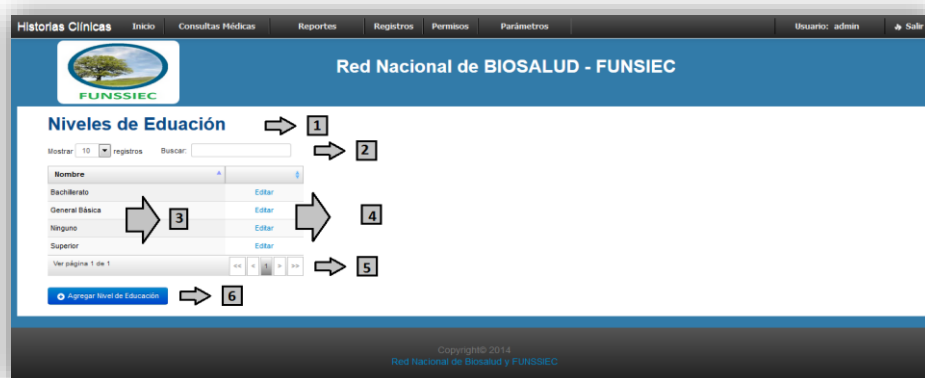 Historias Clínicas Inicio Consultas Médicas Reportes Registros Permisos Parámetros Usuario: admin Salir
FUNSSIEC
Red Nacional de BIOSALUD - FUNSIEC
Niveles de Eduación 1
Mostrar 10 registros Buscar: 2
Nombre
Bachillerato Editar
General Básica Editar
3 4
Ninguno Editar
Superior Editar
Ver página 1 de 1 << < 1 > >> 5
Agregar Nivel de Educación 6
Copyright© 2014
Red Nacional de Biosalud y FUNSSIEC